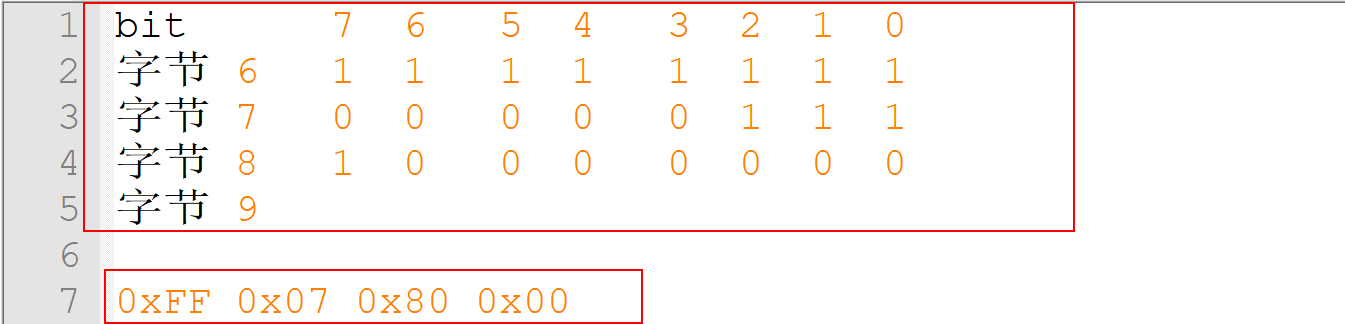 1 bit 7 6 5 4 3 2 1 0
2 字节 6 1 1 1 1 1 1 1 1
3 字节 7 0 0 0 0 0 1 1 1
4 字节 8 1 0 0 0 0 0 0 0
5 字节 9
6
7 0xFF 0x07 0x80 0x00